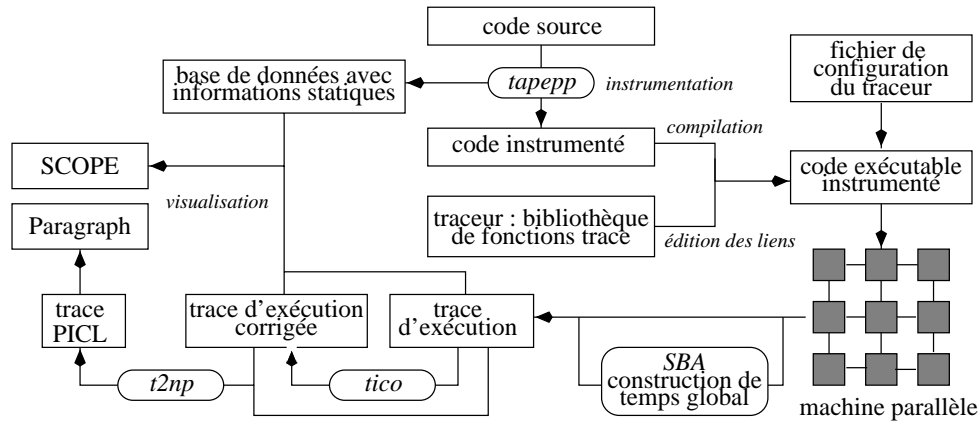 code source
fichier de
configuration
du traceur
base de données avec
informations statiques
tapepp
instrumentation
compilation
code instrumenté
SCOPE
code exécutable
instrumenté
visualisation
Paragraph
traceur : bibliothèque
de fonctions trace
édition des liens
trace
PICL
trace d'exécution
corrigée
trace
d'exécution
SBA
construction de
temps global
t2np
tico
machine parallèle